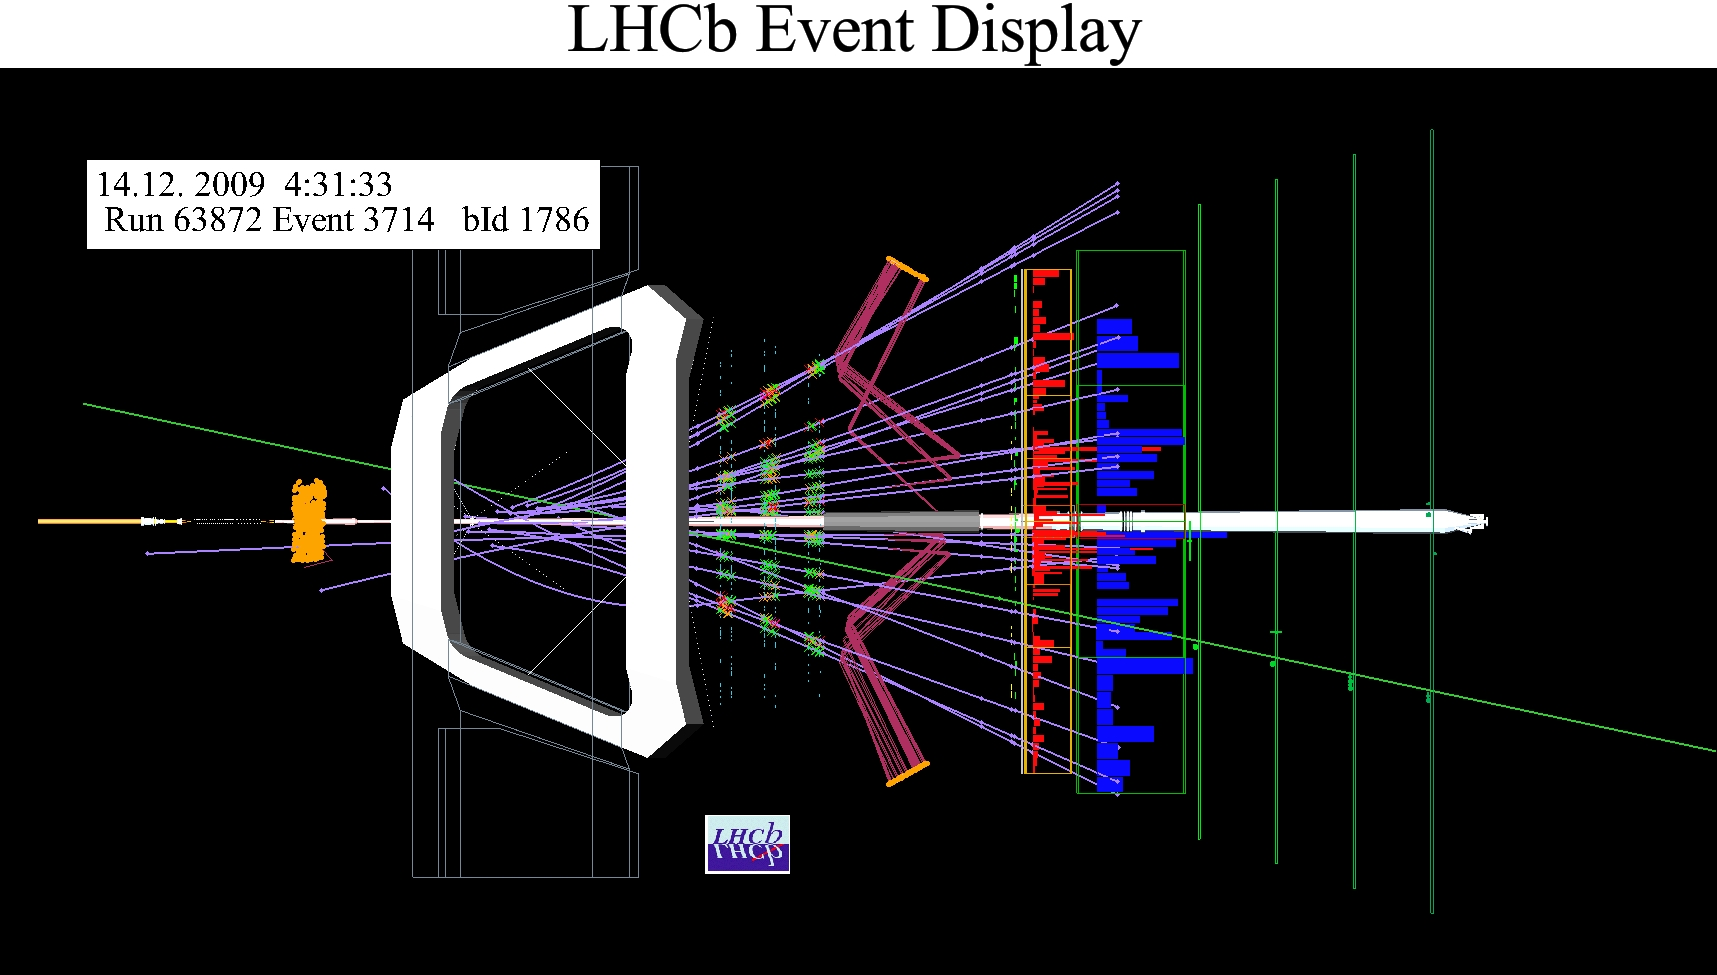 LHCb Event Display
14.12. 2009 4:31:33
Run 63872 Event 3714 bId 1786
LHCb